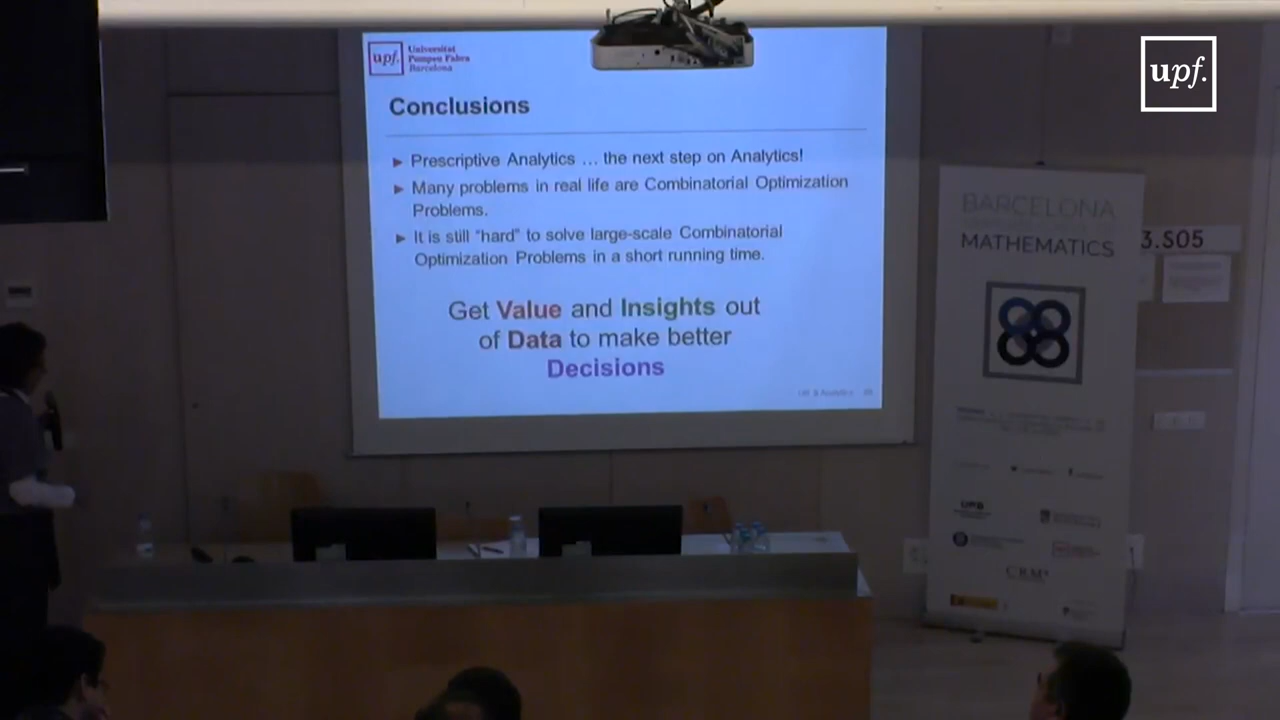 upf.
Universitat
Pompeu Fabra
Barcelona
upf.
Conclusions
► Prescriptive Analytics … the next step on Analytics!
► Many problems in real life are Combinatorial Optimization
Problems.
► It is still “hard” to solve large-scale Combinatorial
Optimization Problems in a short running time.
Get Value and Insights out
of Data to make better
Decisions
BARCELONA
MATHEMATICS
3.S05
CRM